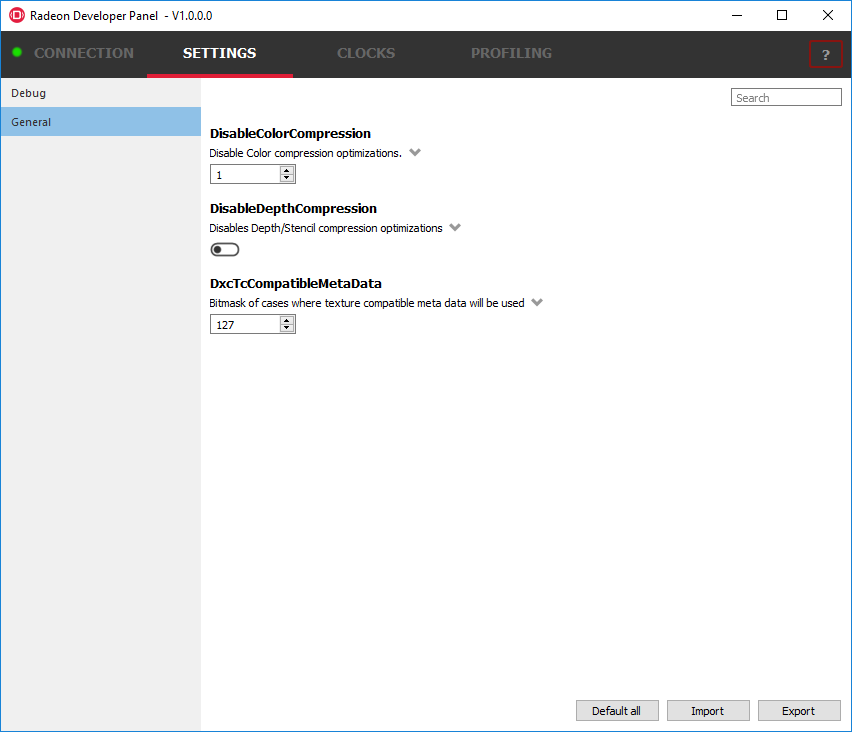 Radeon Developer Panel - V1.0.0.0
CONNECTION SETTINGS CLOCKS PROFILING ?
Debug
General
Search
DisableColorCompression
Disable Color compression optimizations.
1
DisableDepthCompression
Disables Depth/Stencil compression optimizations
DxcTcCompatibleMetaData
Bitmask of cases where texture compatible meta data will be used
127
Default all Import Export